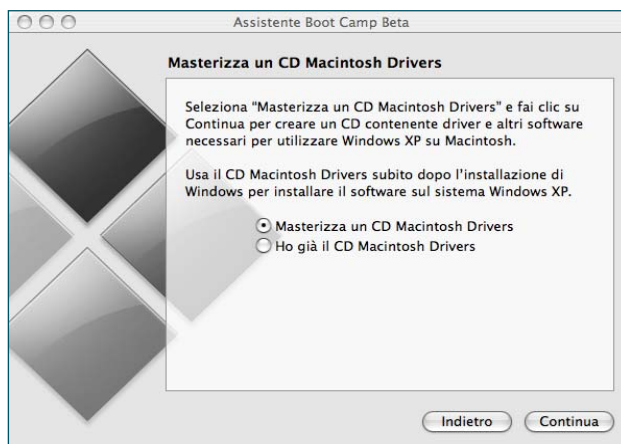 Assistente Boot Camp Beta
Masterizza un CD Macintosh Drivers
Seleziona "Masterizza un CD Macintosh Drivers" e fai clic su
Continua per creare un CD contenente driver e altri software
necessari per utilizzare Windows XP su Macintosh.
Usa il CD Macintosh Drivers subito dopo l'installazione di
Windows per installare il software sul sistema Windows XP.
Masterizza un CD Macintosh Drivers
Ho già il CD Macintosh Drivers
Indietro Continua